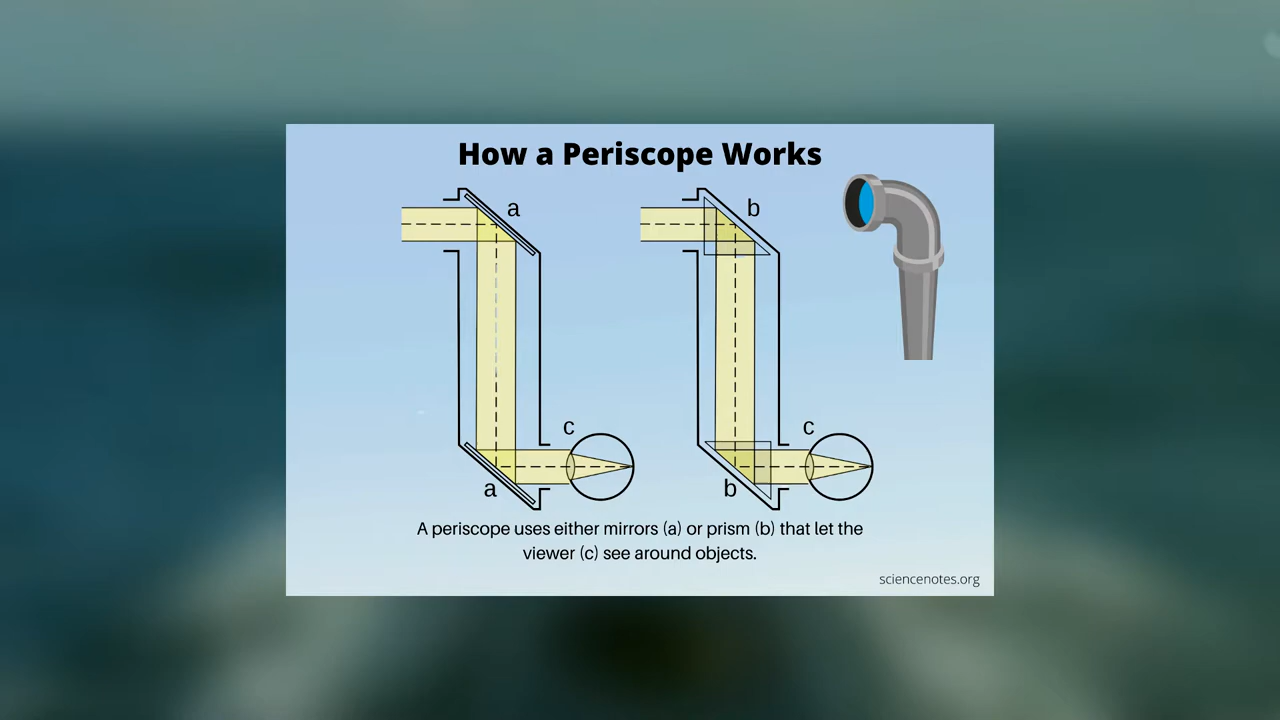 How a Periscope Works
a
b
c
c
a
b
A periscope uses either mirrors (a) or prism (b) that let the
viewer (c) see around objects.
sciencenotes.org